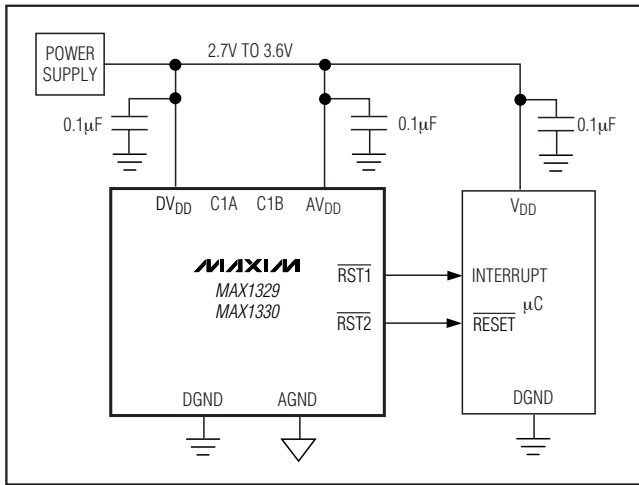 POWER
SUPPLY
2.7V TO 3.6V
0.1μF
0.1μF
0.1μF
DVDD C1A C1B AVDD
VDD
MAXIM
MAX1329
MAX1330
RST1
INTERRUPT
μC
RST2
RESET
DGND AGND
DGND